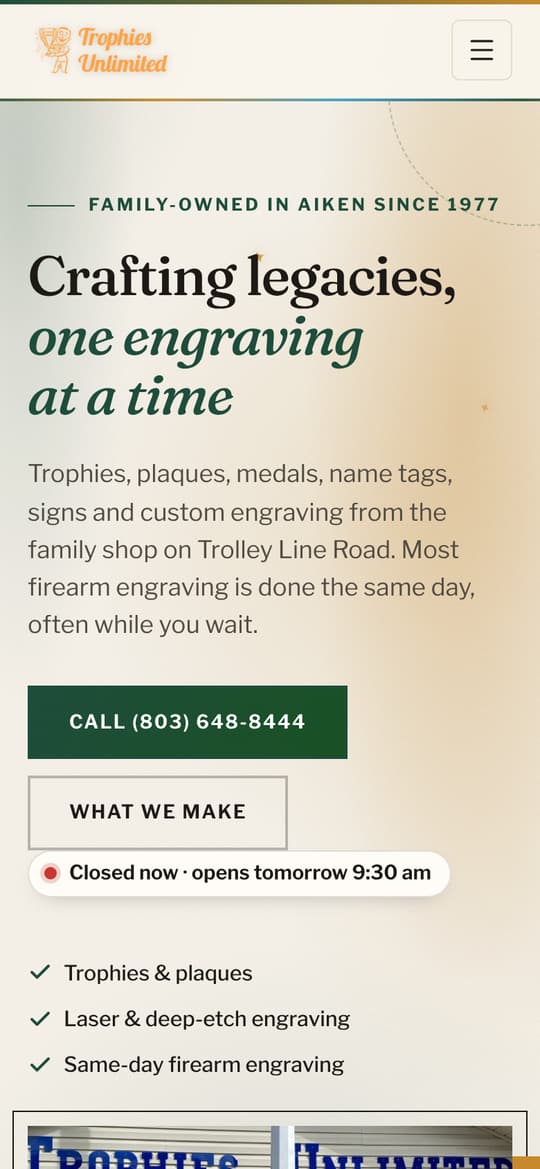 Trophies
Unlimited
FAMILY-OWNED IN AIKEN SINCE 1977
Crafting legacies,
one engraving
at a time
Trophies, plaques, medals, name tags,
signs and custom engraving from the
family shop on Trolley Line Road. Most
firearm engraving is done the same day,
often while you wait.
CALL (803) 648-8444
WHAT WE MAKE
Closed now · opens tomorrow 9:30 am
Trophies & plaques
Laser & deep-etch engraving
Same-day firearm engraving
TROPHIES UNLIMITED